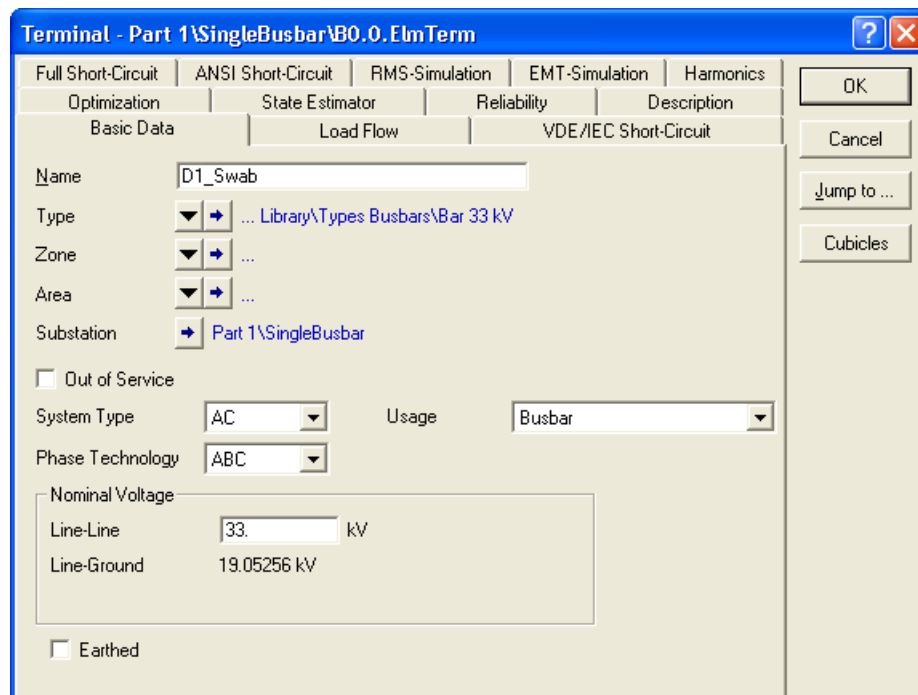 Terminal - Part 1\SingleBusbar\B0.0.ElmTerm
Full Short-Circuit ANSI Short-Circuit RMS-Simulation EMT-Simulation Harmonics
Optimization State Estimator Reliability Description
Basic Data Load Flow VDE/IEC Short-Circuit
OK
Cancel
Jump to ...
Cubicles
Name D1_Swab
Type ... Library\Types Busbars\Bar 33 kV
Zone ...
Area ...
Substation Part 1\SingleBusbar
Out of Service
System Type AC Usage Busbar
Phase Technology ABC
Nominal Voltage
Line-Line 33. kV
Line-Ground 19.05256 kV
Earthed